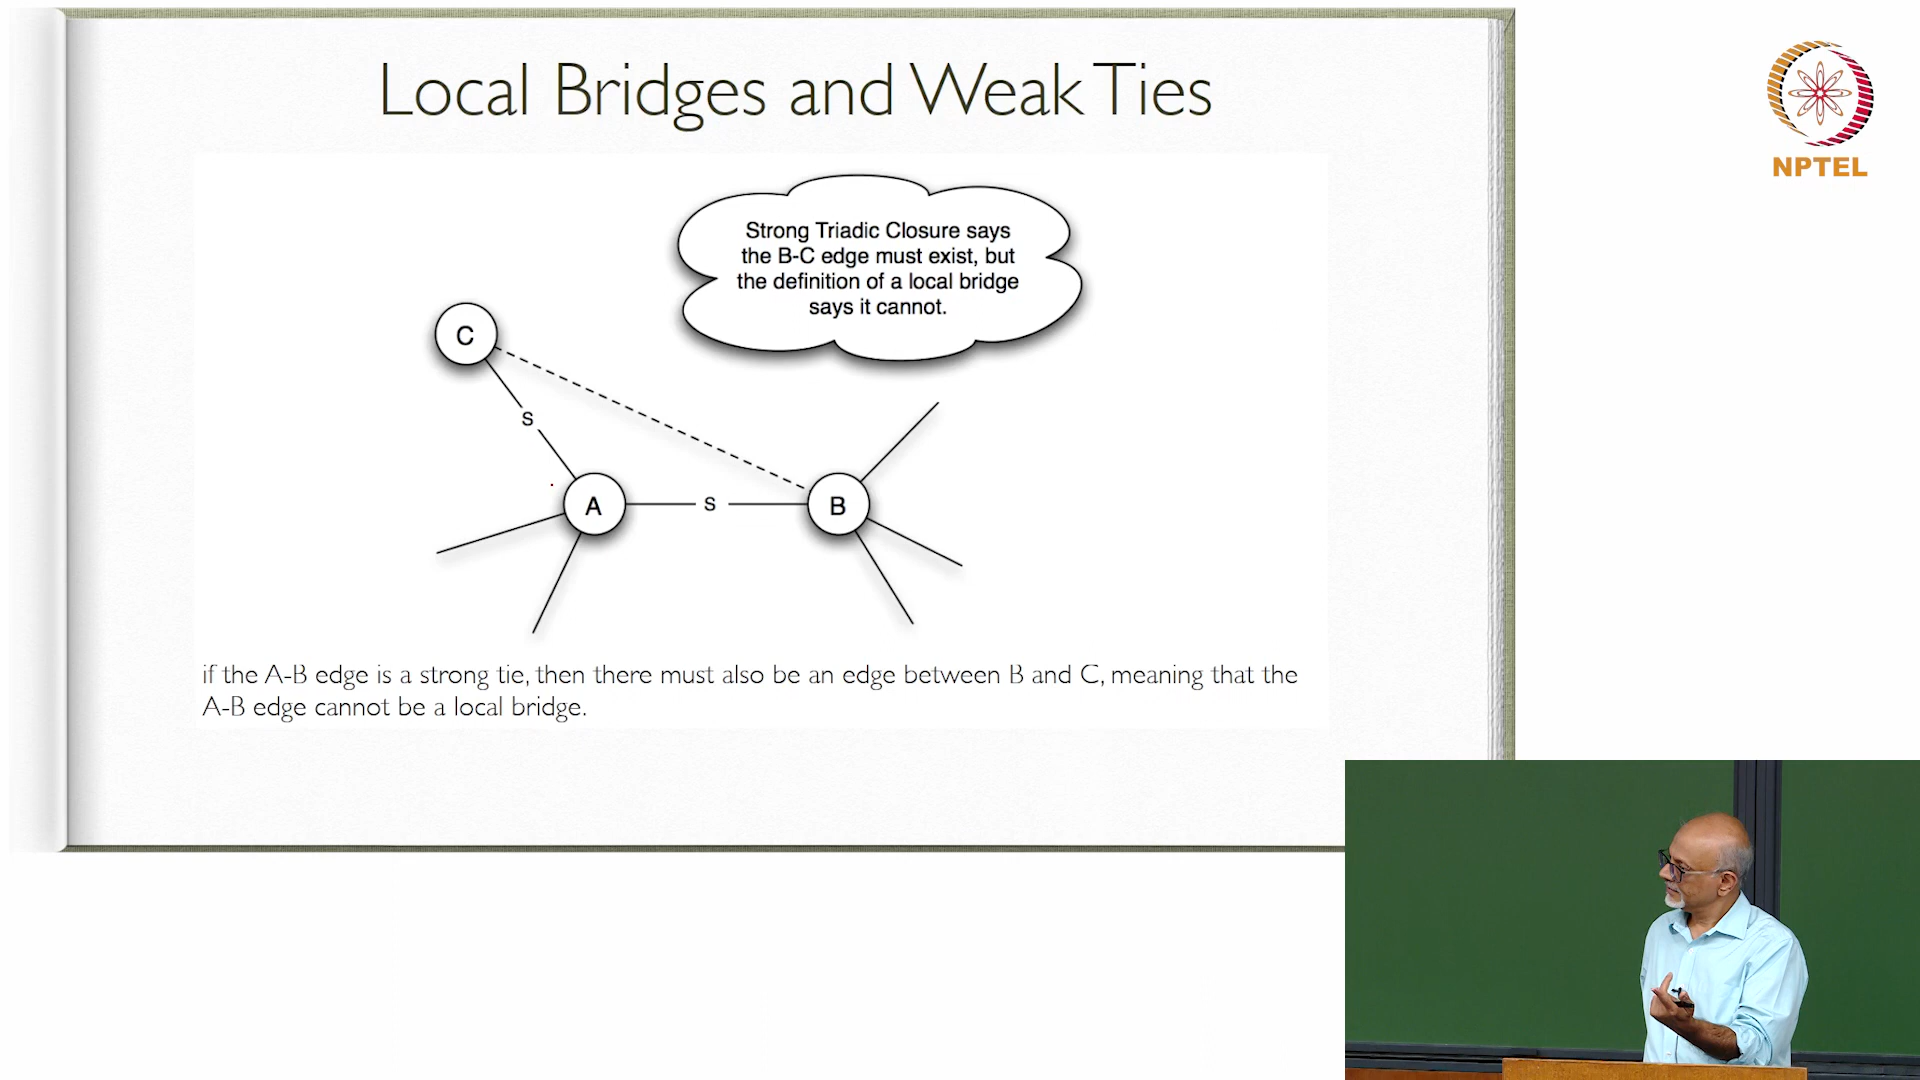 Local Bridges and Weak Ties
NPTEL
Strong Triadic Closure says
the B-C edge must exist, but
the definition of a local bridge
says it cannot.
C
S
A
S
B
if the A-B edge is a strong tie, then there must also be an edge between B and C, meaning that the
A-B edge cannot be a local bridge.